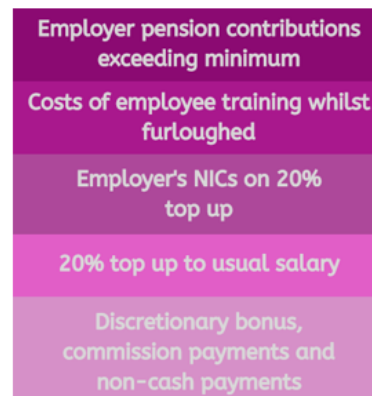 Employer pension contributions
exceeding minimum
Costs of employee training whilst
furloughed
Employer's NICs on 20%
top up
20% top up to usual salary
Discretionary bonus,
commission payments and
non-cash payments